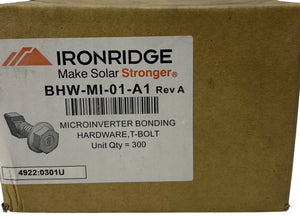 IRONRIDGE
Make Solar Stronger®
BHW-MI-01-A1 Rev A
MICROINVERTER BONDING
HARDWARE,T-BOLT
Unit Qty = 300
4922:0301U